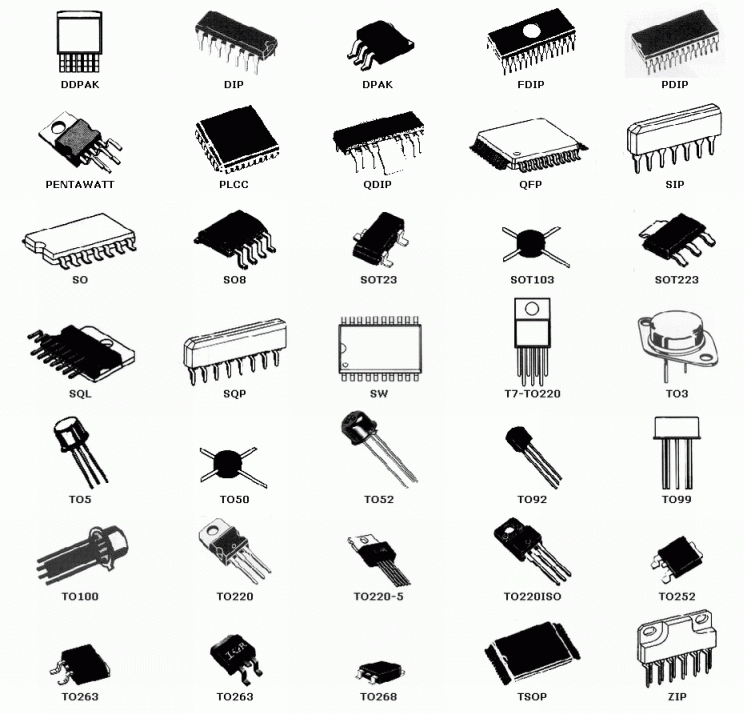 DDPAK
DIP
DPAK
FDIP
PDIP
PENTAWATT
PLCC
QDIP
QFP
SIP
SO
SO8
SOT23
SOT103
SOT223
SQL
SQP
SW
T7-TO220
TO3
TO5
TO50
TO52
TO92
TO99
TO100
TO220
TO220-5
TO220ISO
TO252
TO263
IGR
TO263
TO268
TSOP
ZIP